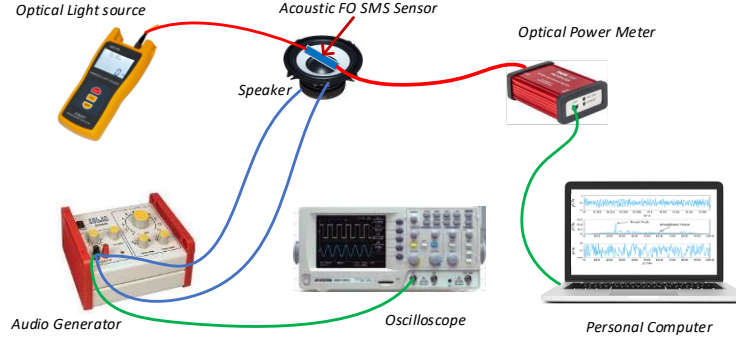 Optical Light source
Acoustic FO SMS Sensor
Optical Power Meter
Speaker
Audio Generator
Oscilloscope
Personal Computer